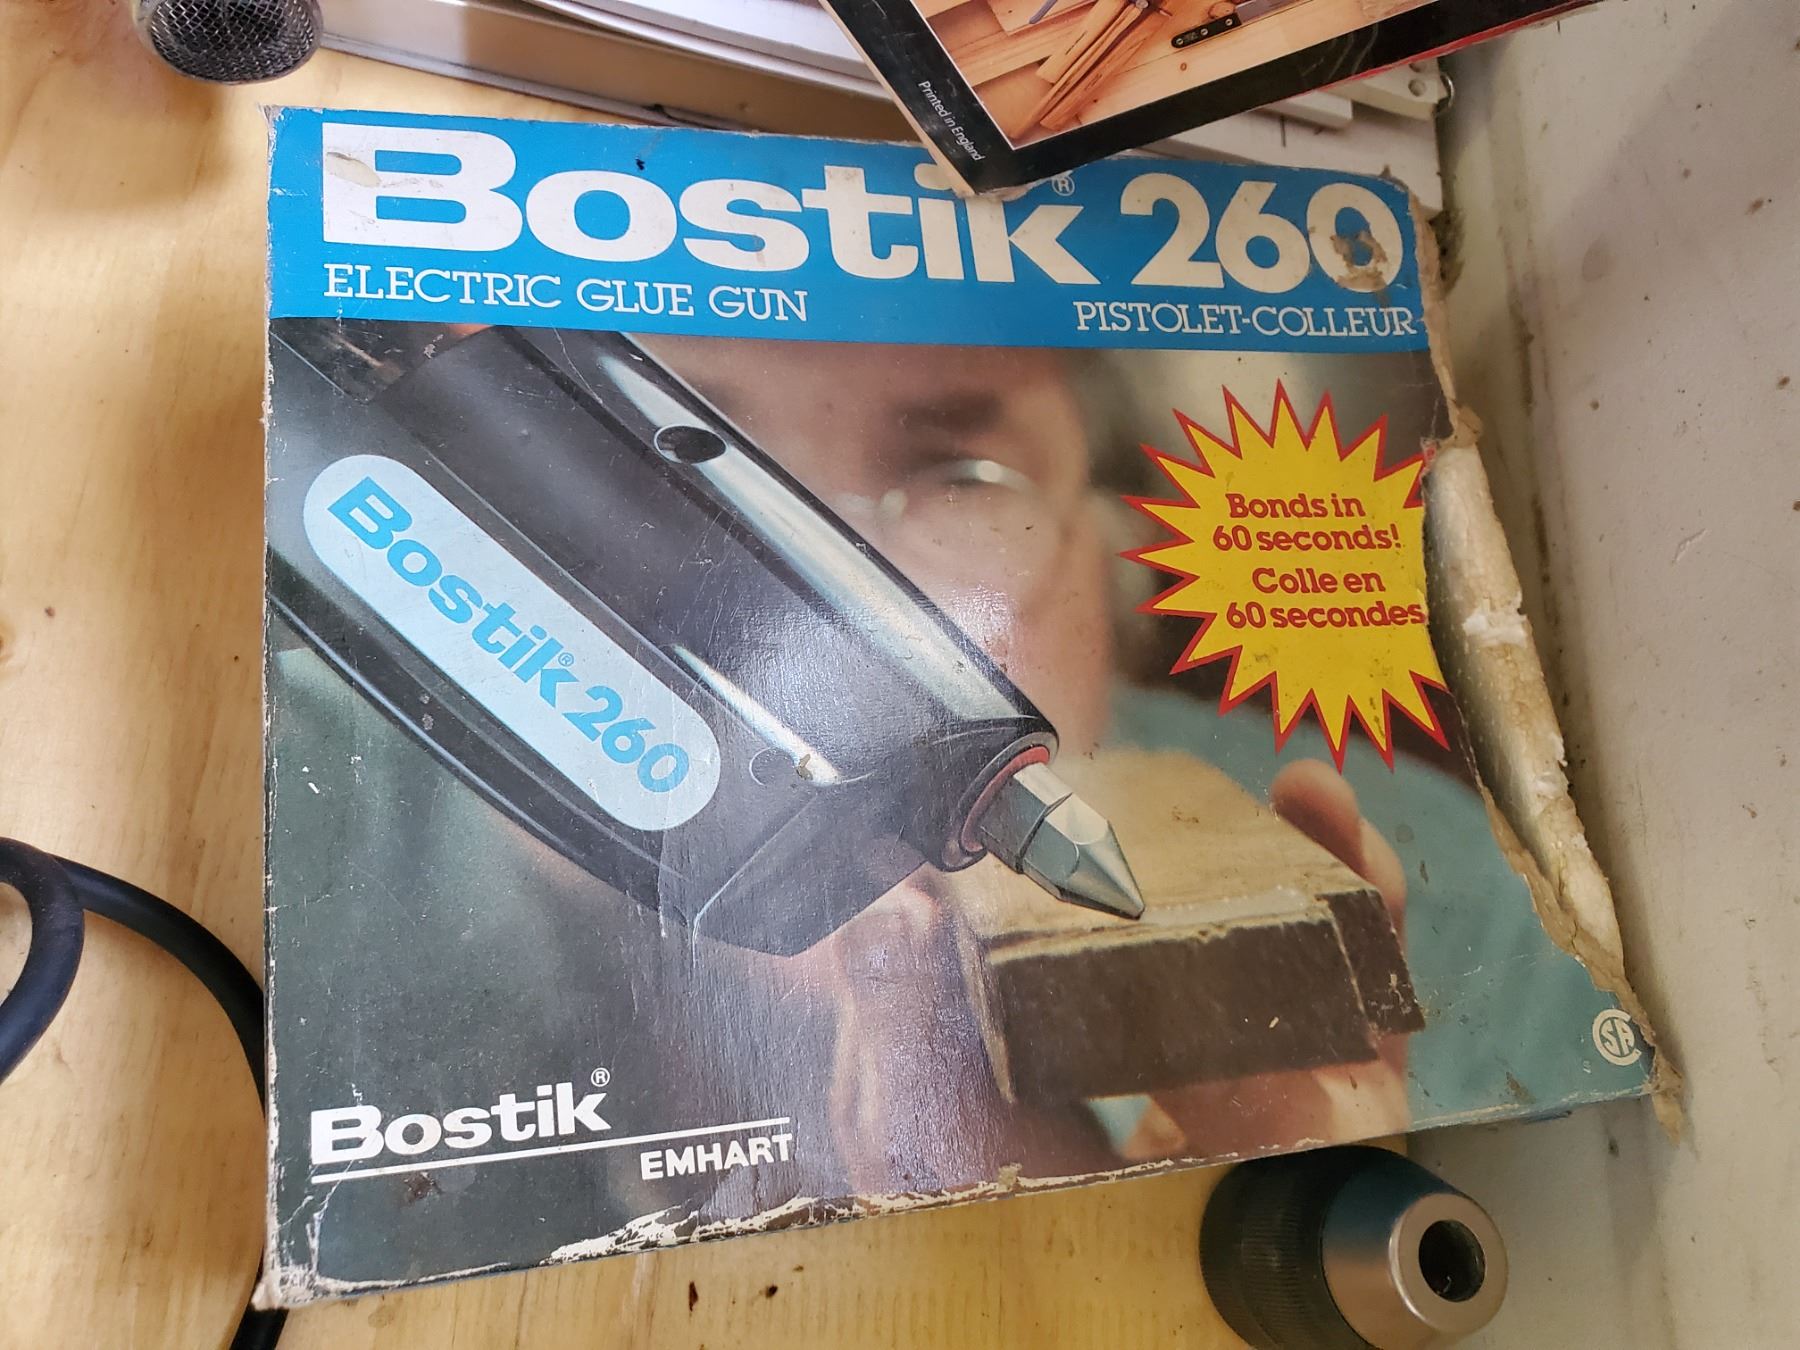 Printed in England
Bostik® 260
ELECTRIC GLUE GUN
PISTOLET-COLLEUR
Bonds in
60 seconds!
Colle en
60 secondes
Bostik® 260
Bostik®
EMHART
CSA